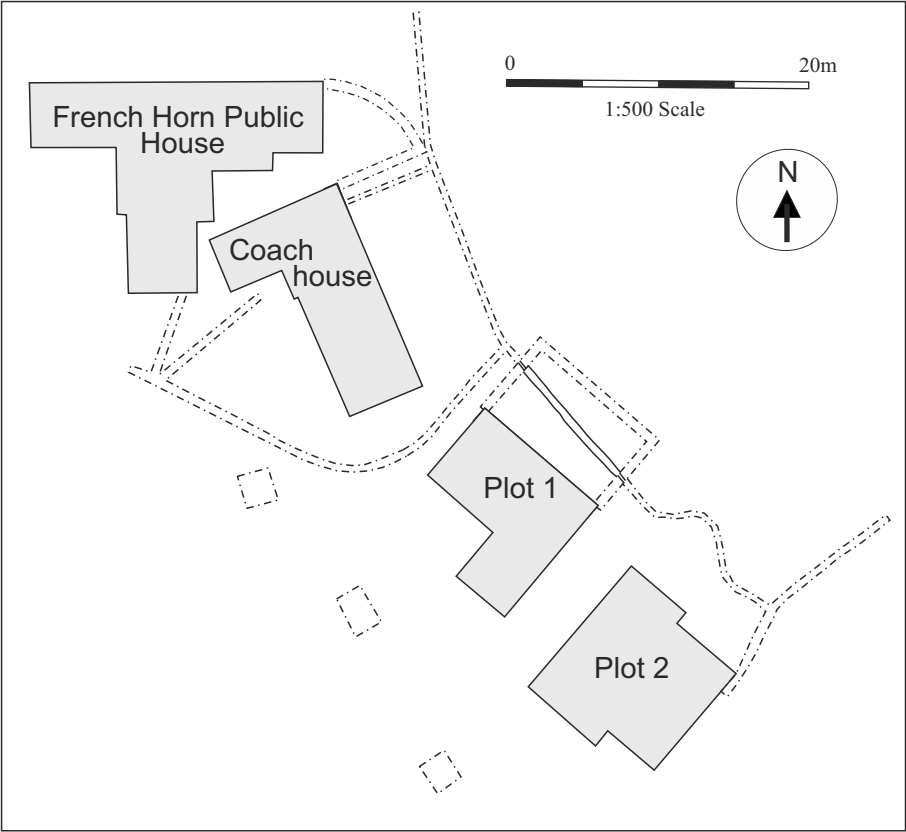 0
20m
1:500 Scale
French Horn Public
House
N
Coach
house
Plot 1
Plot 2